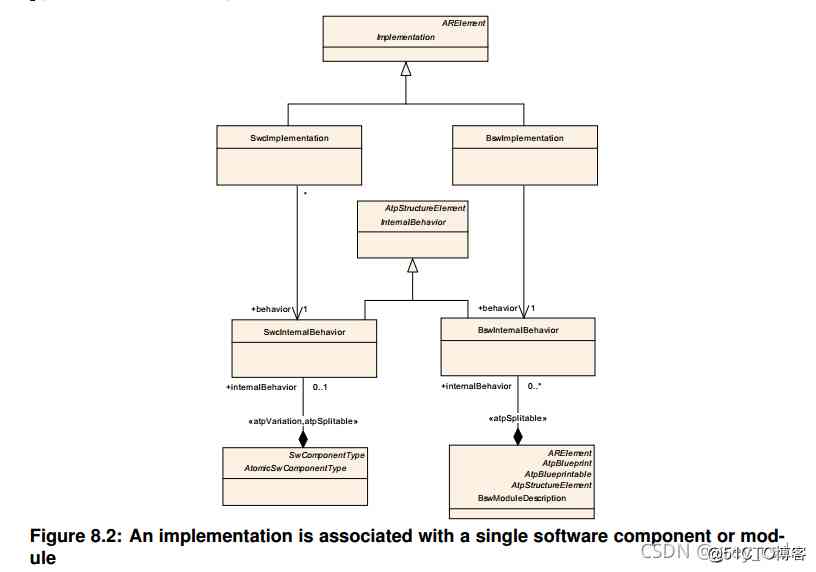 ARElement
Implementation
SwcImplementation
BswImplementation
*
AtpStructureElement
InternalBehavior
+behavior 1
+behavior 1
SwcInternalBehavior
BswInternalBehavior
+internalBehavior 0..1
+internalBehavior 0..*
«atpVariation,atpSplitable»
«atpSplitable»
SwComponentType
AtomicSwComponentType
ARElement
AtpBlueprint
AtpBlueprintable
AtpStructureElement
BswModuleDescription
Figure 8.2: An implementation is associated with a single software component or mod-
ule
CSDN
@51CTO博客